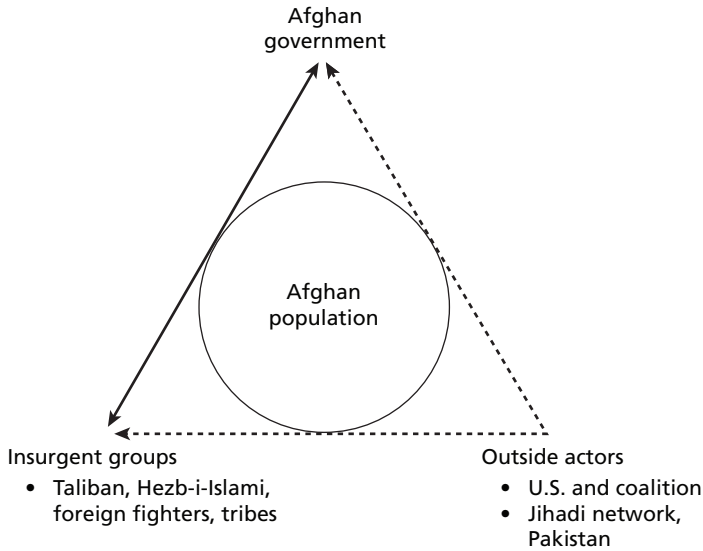 Afghan
government
Afghan
population
Insurgent groups
• Taliban, Hezb-i-Islami,
foreign fighters, tribes
Outside actors
• U.S. and coalition
• Jihadi network,
Pakistan